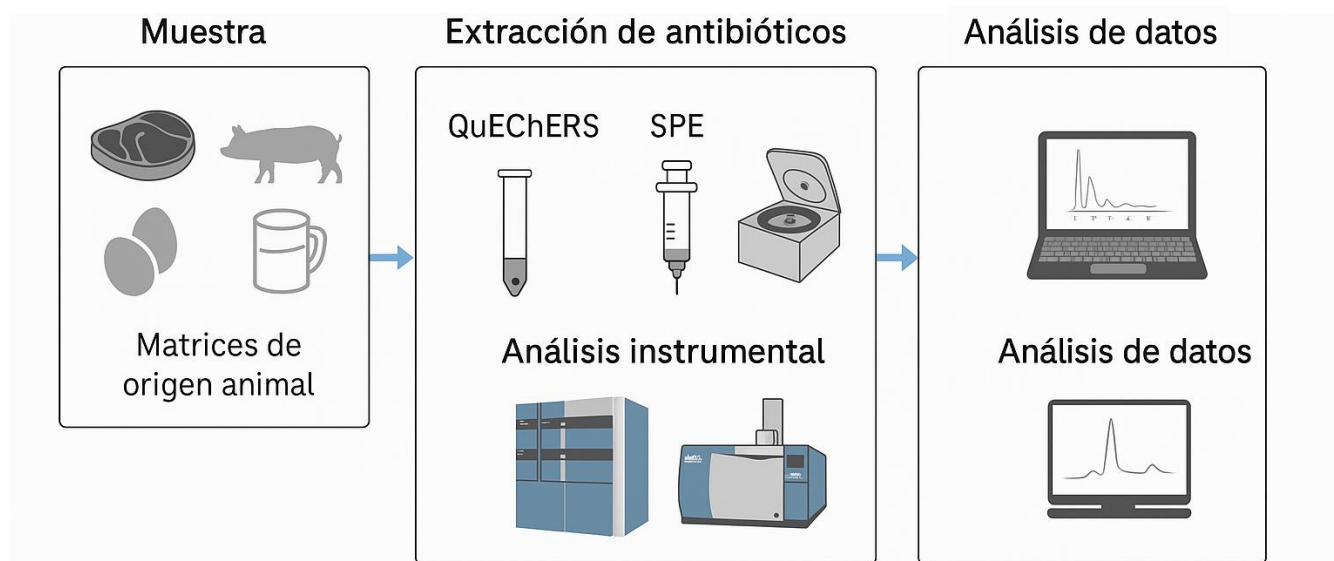 Muestra
Matrices de
origen animal
Extracción de antibióticos
QuEChERS
SPE
Análisis instrumental
Análisis de datos
Análisis de datos